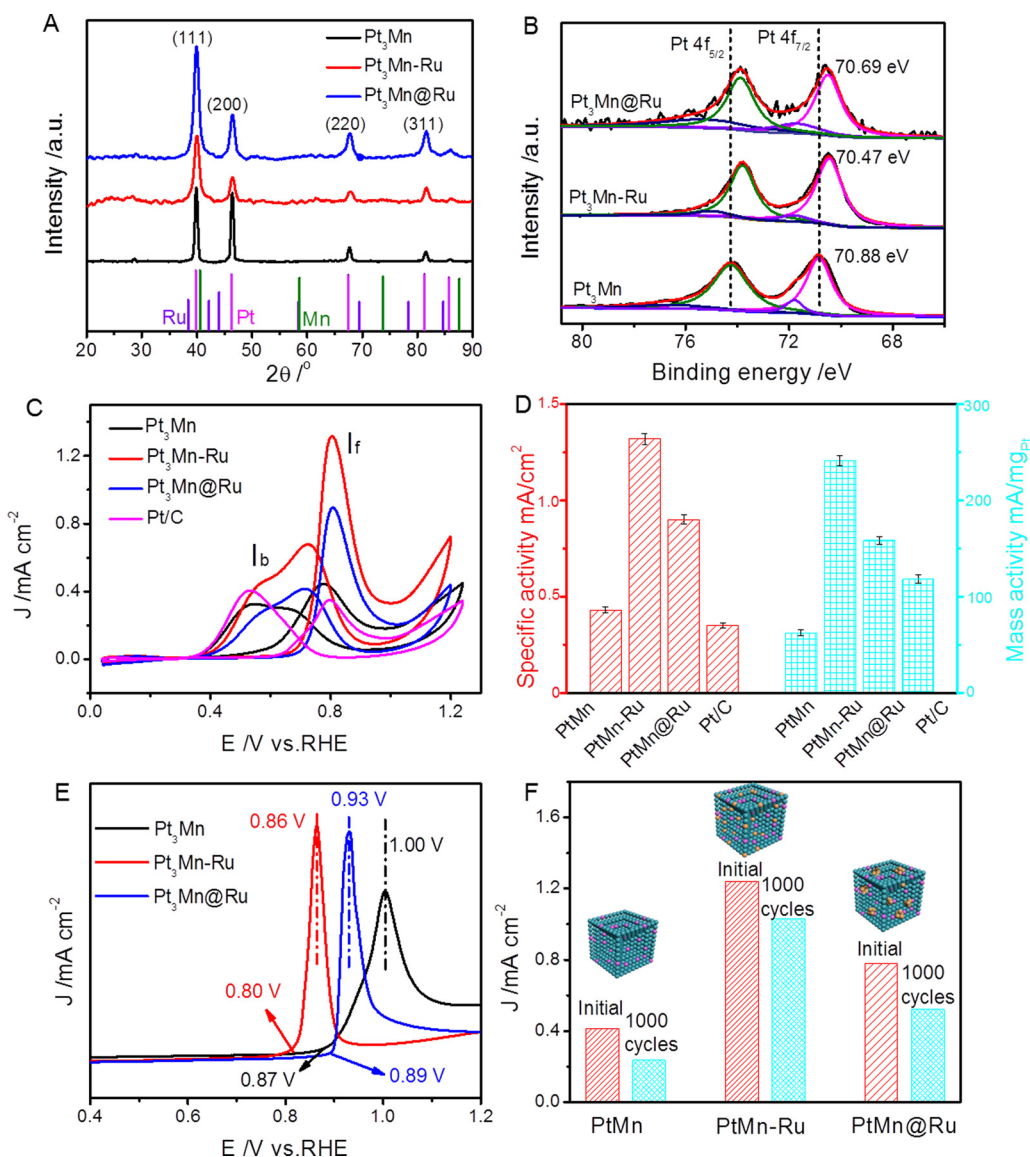 A
(111)
(200)
(220)
(311)
Pt₃Mn
Pt₃Mn-Ru
Pt₃Mn@Ru
Intensity /a.u.
Ru
Pt
Mn
20 30 40 50 60 70 80 90
2θ /°
B
Pt 4f5/2
Pt 4f7/2
Pt₃Mn@Ru
70.69 eV
Pt₃Mn-Ru
70.47 eV
Pt₃Mn
70.88 eV
Intensity/a.u.
80 76 72 68
Binding energy /eV
C
Pt₃Mn
Pt₃Mn-Ru
Pt₃Mn@Ru
Pt/C
If
Ib
J /mA cm⁻²
1.2
0.8
0.4
0.0
0.0 0.4 0.8 1.2
E /V vs.RHE
D
Specific activity mA/cm²
1.5
1.0
0.5
0
Mass activity mA/mgPt
300
200
100
0
PtMn
PtMn-Ru
PtMn@Ru
Pt/C
PtMn
PtMn-Ru
PtMn@Ru
Pt/C
E
Pt₃Mn
Pt₃Mn-Ru
Pt₃Mn@Ru
0.86 V
0.93 V
1.00 V
0.80 V
0.87 V
0.89 V
J /mA cm⁻²
0.4 0.6 0.8 1.0 1.2
E /V vs.RHE
F
J /mA cm⁻²
1.6
1.2
0.8
0.4
0.0
Initial
1000
cycles
Initial
1000
cycles
Initial
1000
cycles
PtMn PtMn-Ru PtMn@Ru